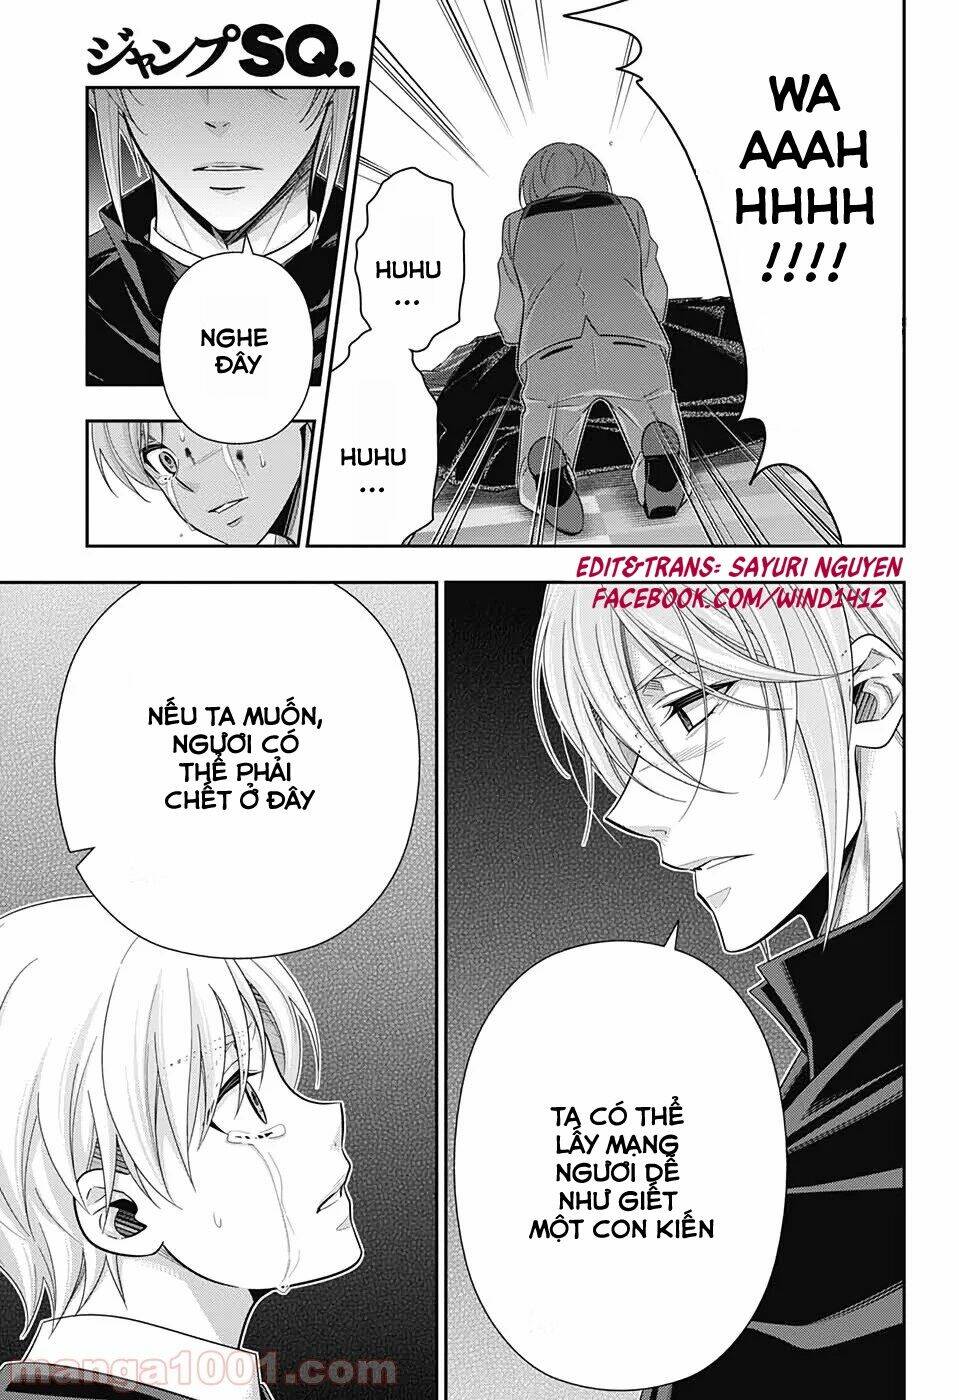 WA
AAAH
HHHH
!!!!
HUHU
...
HUHU
...
ジャンプSQ.
NGHE
ĐÂY
EDIT&TRANS: SAYURI NGUYEN
FACEBOOK.COM/WIND1412
TA CÓ THỂ
LẤY MẠNG
NGƯƠI DỄ
NHƯ GIẾT
MỘT CON KIẾN
NẾU TA MUỐN,
NGƯƠI CÓ
THỂ PHẢI
CHẾT Ở ĐÂY
manga1001.com